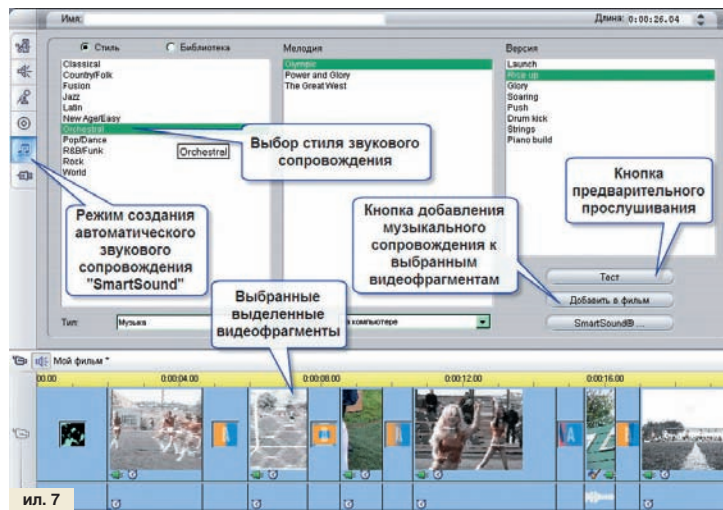 Имя:
Длина: 0:00:26.04
Стиль
Библиотека
Мелодия
Версия
Classical
Country/Folk
Fusion
Jazz
Latin
New Age/Easy
Orchestral
Pop/Dance
R&B/Funk
Rock
World
Orchestral
Olympic
Power and Glory
The Great West
Launch
Rise up
Glory
Soaring
Push
Drum kick
Strings
Piano build
Выбор стиля звукового
сопровождения
Кнопка
предварительного
прослушивания
Режим создания
автоматического
звукового
сопровождения
"SmartSound"
Кнопка добавления
музыкального
сопровождения к
выбранным
видеофрагментам
Выбранные
выделенные
видеофрагменты
Тест
Добавить в фильм
SmartSound® ...
Тип:
Музыка
компьютере
Мой фильм *
00.00
0:00:04.00
0:00:08.00
0:00:12.00
0:00:16.00
ил. 7